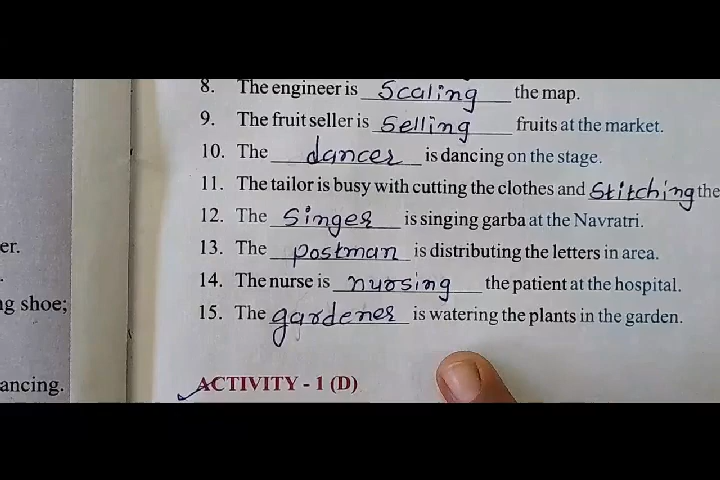 8. The engineer is scaling the map.
9. The fruit seller is selling fruits at the market.
10. The dancer is dancing on the stage.
11. The tailor is busy with cutting the clothes and stitching the
12. The singer is singing garba at the Navratri.
er.
13. The postman is distributing the letters in area.
14. The nurse is nursing the patient at the hospital.
ng shoe;
15. The gardener is watering the plants in the garden.
ancing.
ACTIVITY - 1 (D)